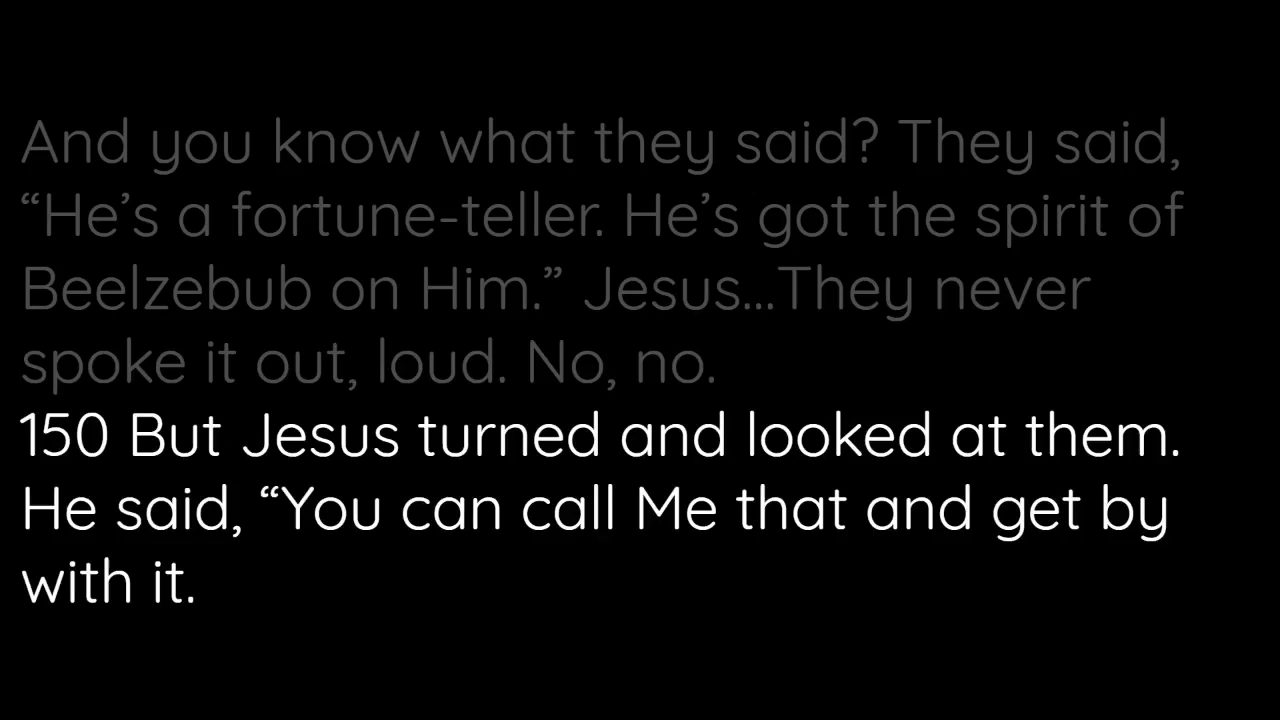 And you know what they said? They said,
“He’s a fortune-teller. He’s got the spirit of
Beelzebub on Him.” Jesus...They never
spoke it out, loud. No, no.
150 But Jesus turned and looked at them.
He said, “You can call Me that and get by
with it.